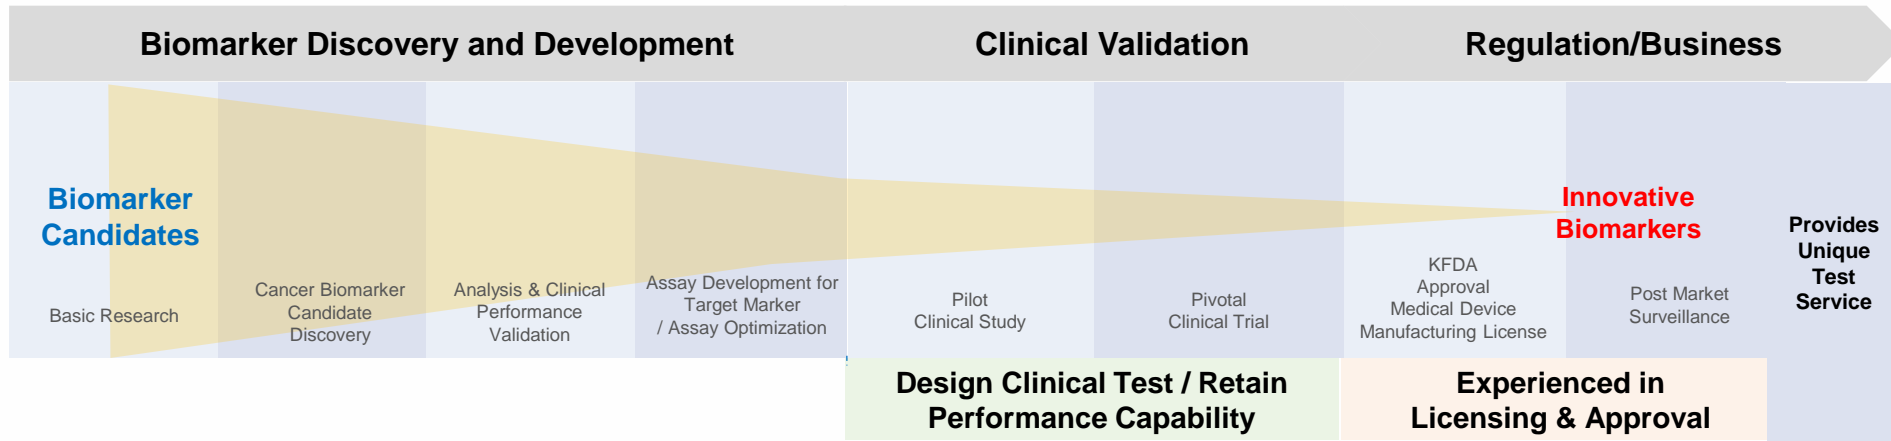 Biomarker Discovery and Development
Clinical Validation
Regulation/Business
Biomarker
Candidates
Basic Research
Cancer Biomarker
Candidate
Discovery
Analysis & Clinical
Performance
Validation
Assay Development for
Target Marker
/ Assay Optimization
Pilot
Clinical Study
Pivotal
Clinical Trial
KFDA
Approval
Medical Device
Manufacturing License
Innovative
Biomarkers
Post Market
Surveillance
Provides
Unique
Test
Service
Design Clinical Test / Retain
Performance Capability
Experienced in
Licensing & Approval